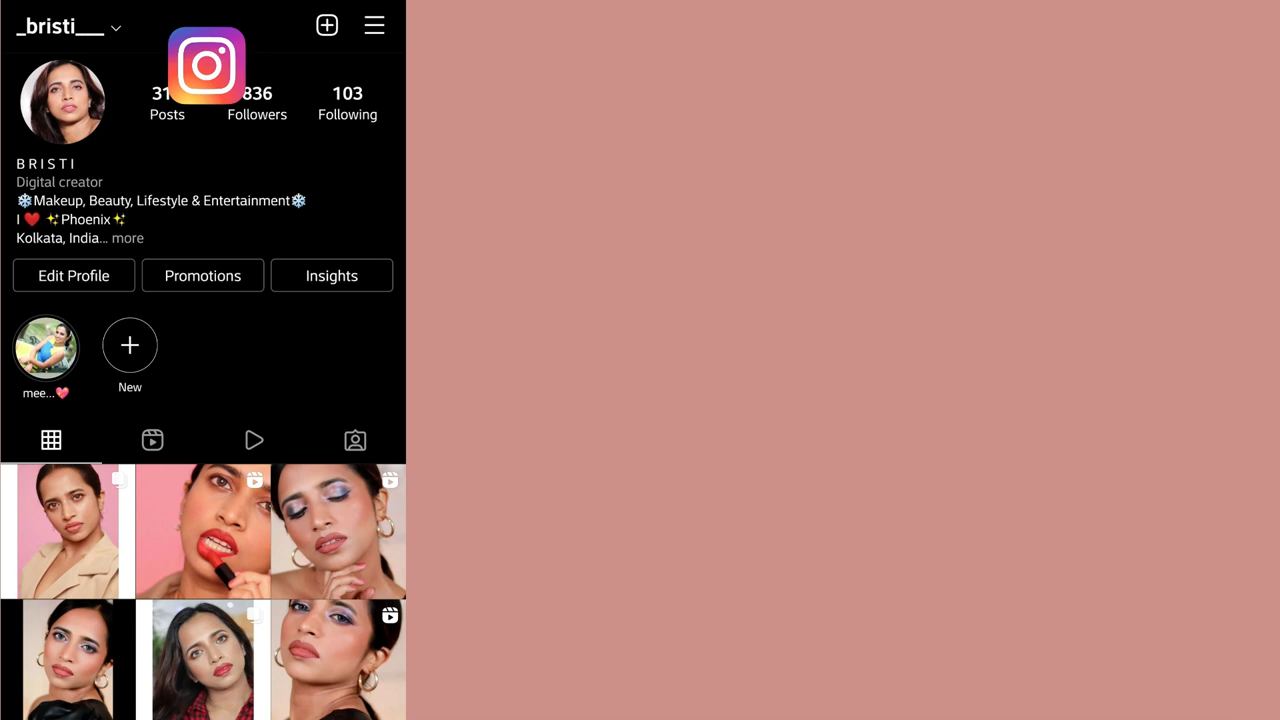 _bristi___
31 836 103
Posts Followers Following
B R I S T I
Digital creator
❄️Makeup, Beauty, Lifestyle & Entertainment❄️
I ❤️ ✨Phoenix✨
Kolkata, India... more
Edit Profile Promotions Insights
mee...💖 New